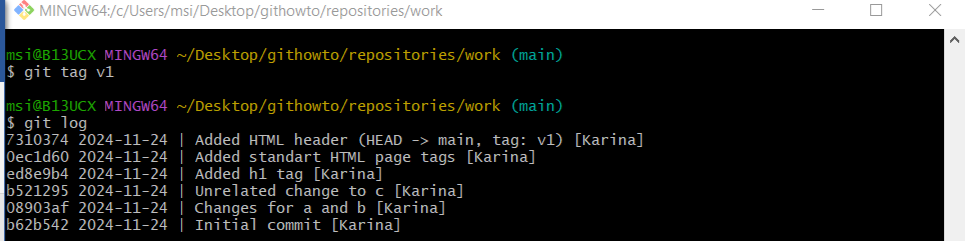 MINGW64:/c/Users/msi/Desktop/githowto/repositories/work
msi@B13UCX MINGW64 ~/Desktop/githowto/repositories/work (main)
$ git tag v1
msi@B13UCX MINGW64 ~/Desktop/githowto/repositories/work (main)
$ git log
7310374 2024-11-24 | Added HTML header (HEAD -> main, tag: v1) [Karina]
0ec1d60 2024-11-24 | Added standart HTML page tags [Karina]
ed8e9b4 2024-11-24 | Added h1 tag [Karina]
b521295 2024-11-24 | Unrelated change to c [Karina]
08903af 2024-11-24 | Changes for a and b [Karina]
b62b542 2024-11-24 | Initial commit [Karina]